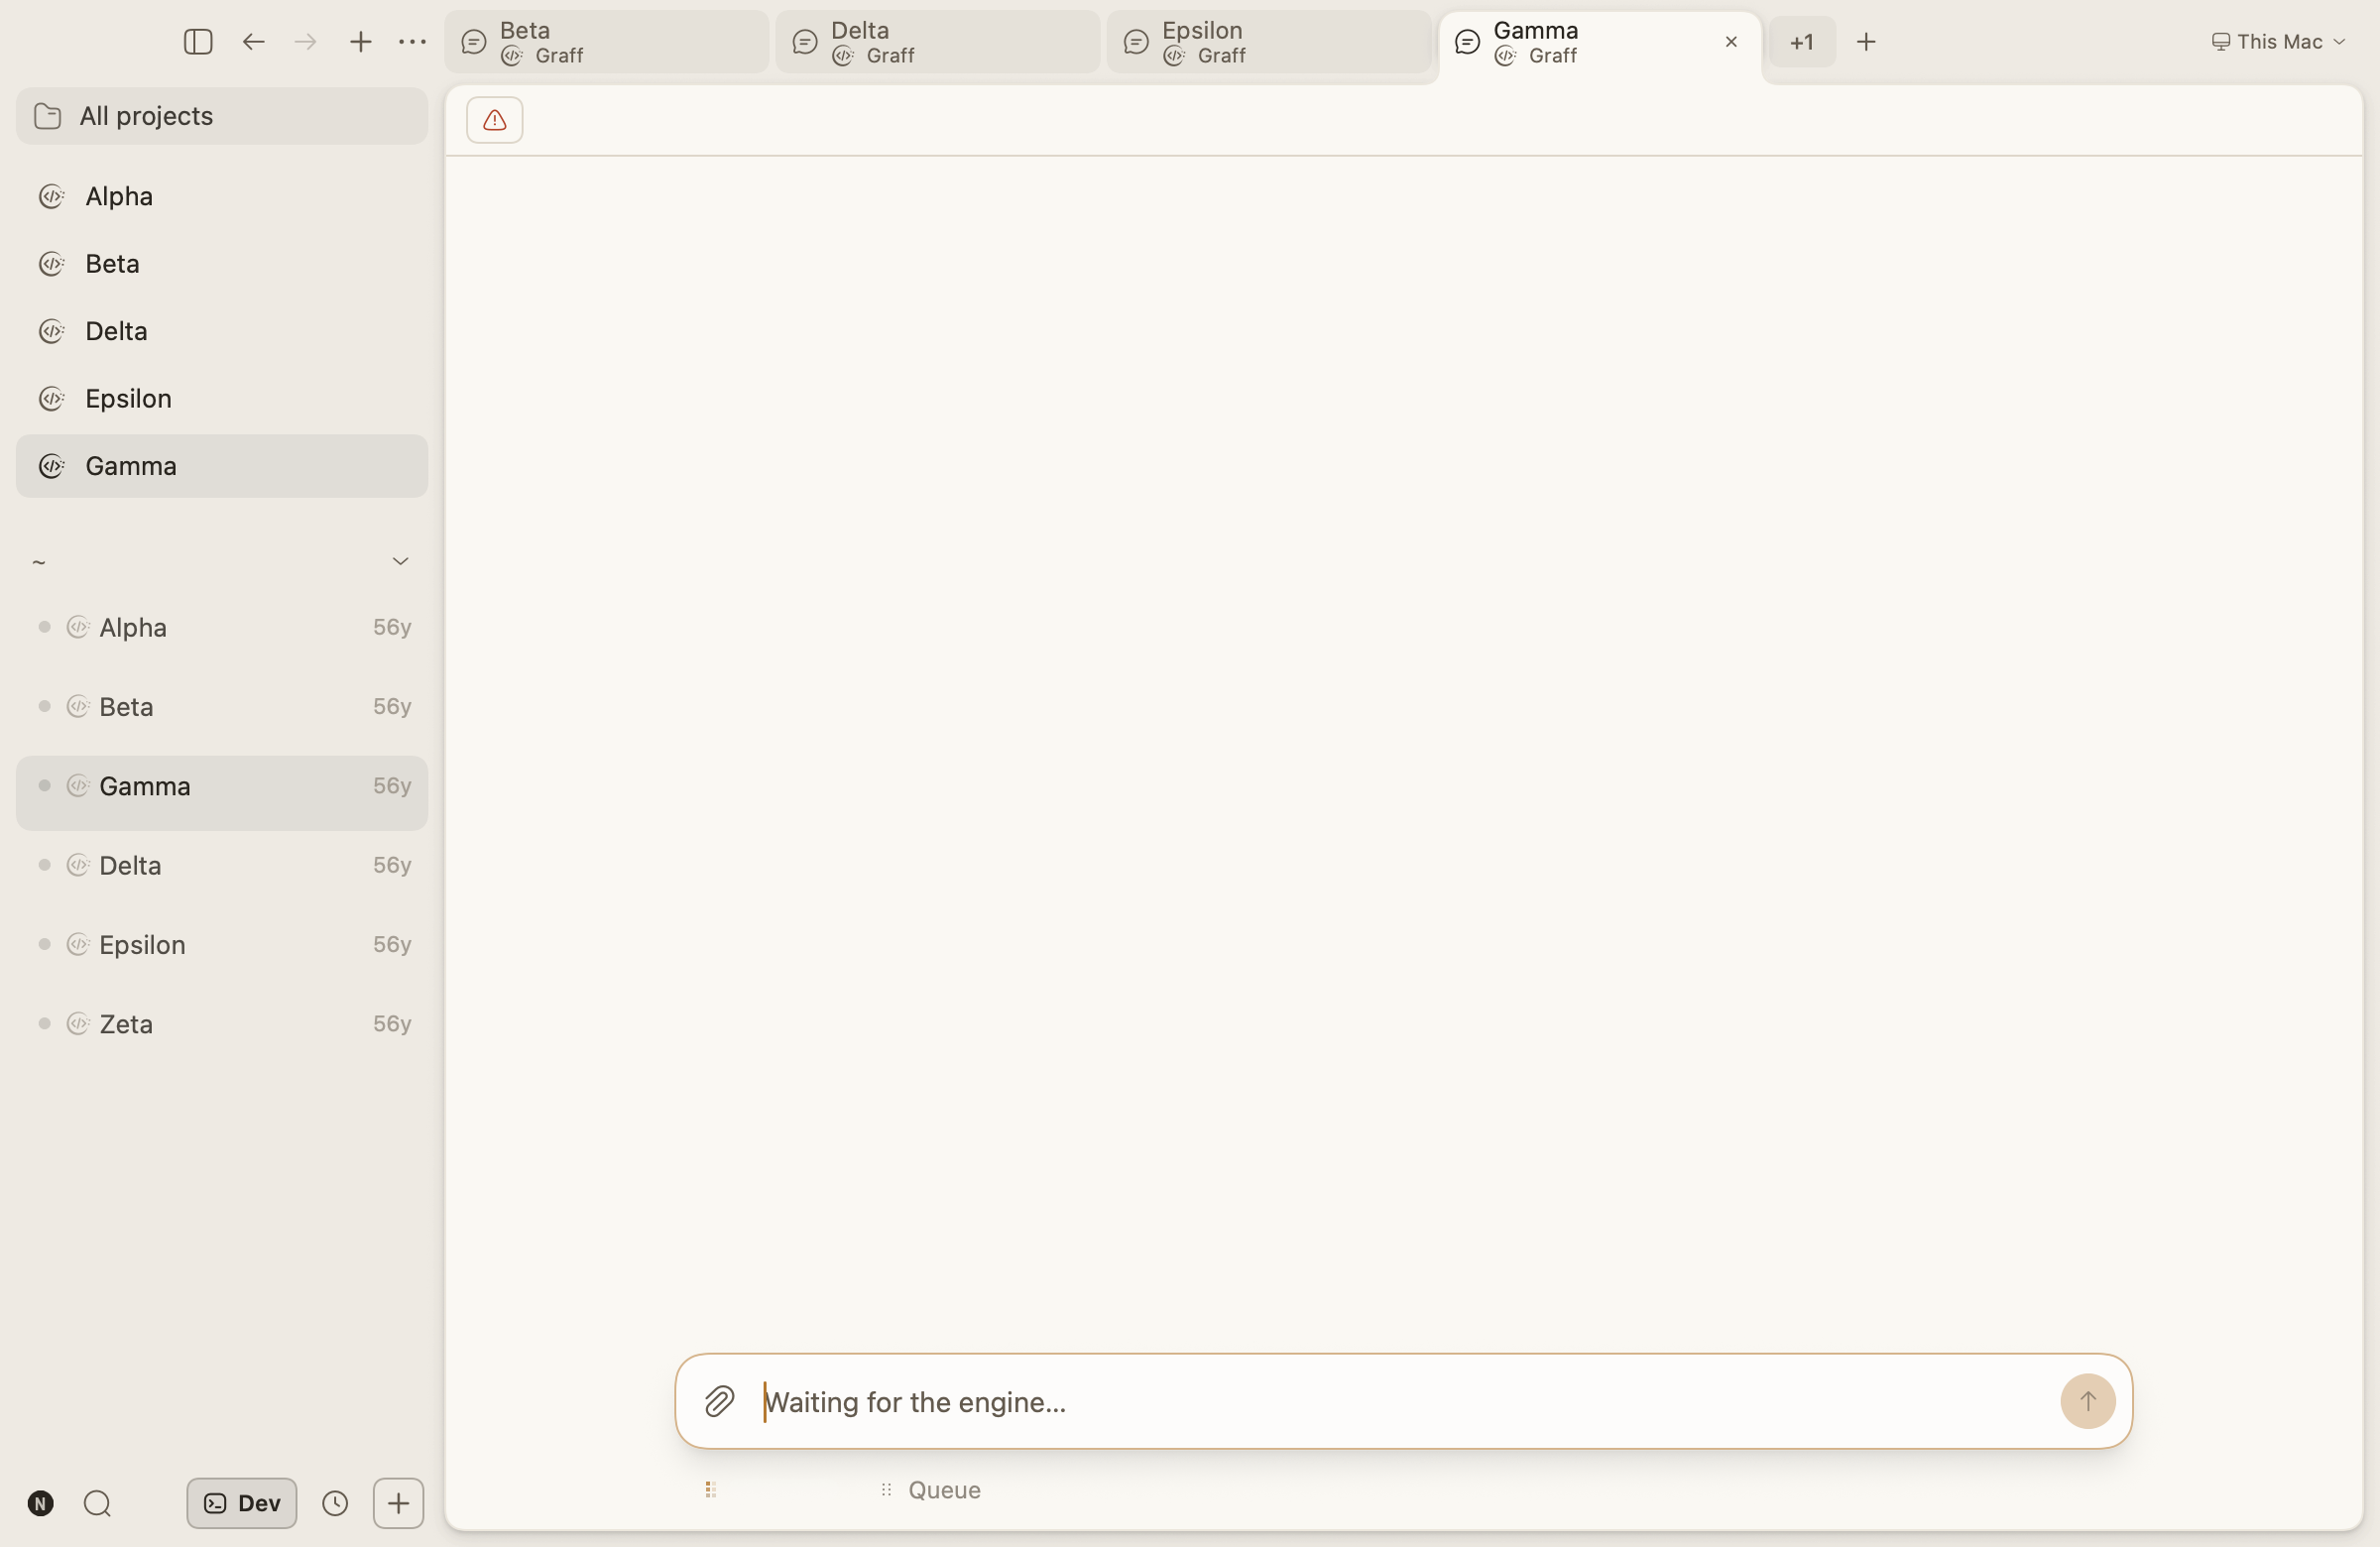 Beta
Graff
Delta
Graff
Epsilon
Graff
Gamma
Graff
+1
This Mac
All projects
Alpha
Beta
Delta
Epsilon
Gamma
~
Alpha 56y
Beta 56y
Gamma 56y
Delta 56y
Epsilon 56y
Zeta 56y
Waiting for the engine...
Queue
N
Dev